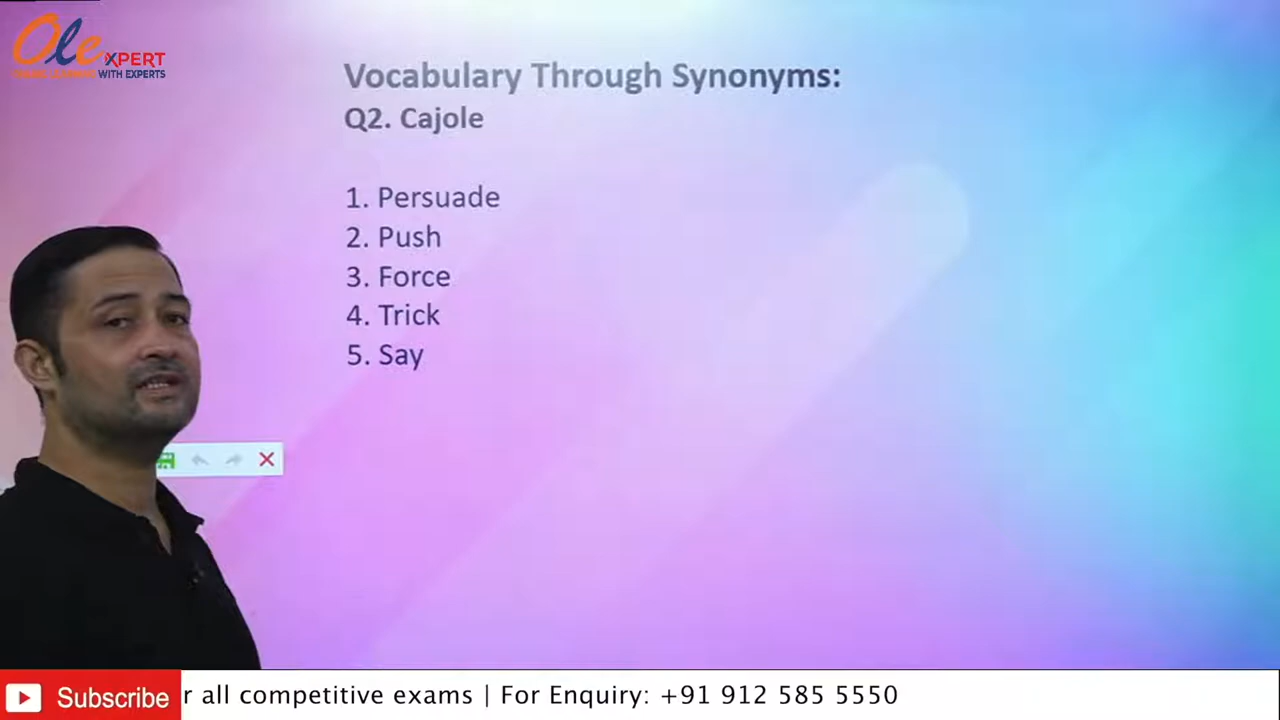 Ole
XPERT
WITH EXPERTS
Vocabulary Through Synonyms:
Q2. Cajole
1. Persuade
2. Push
3. Force
4. Trick
5. Say
Subscribe
r all competitive exams | For Enquiry: +91 912 585 5550